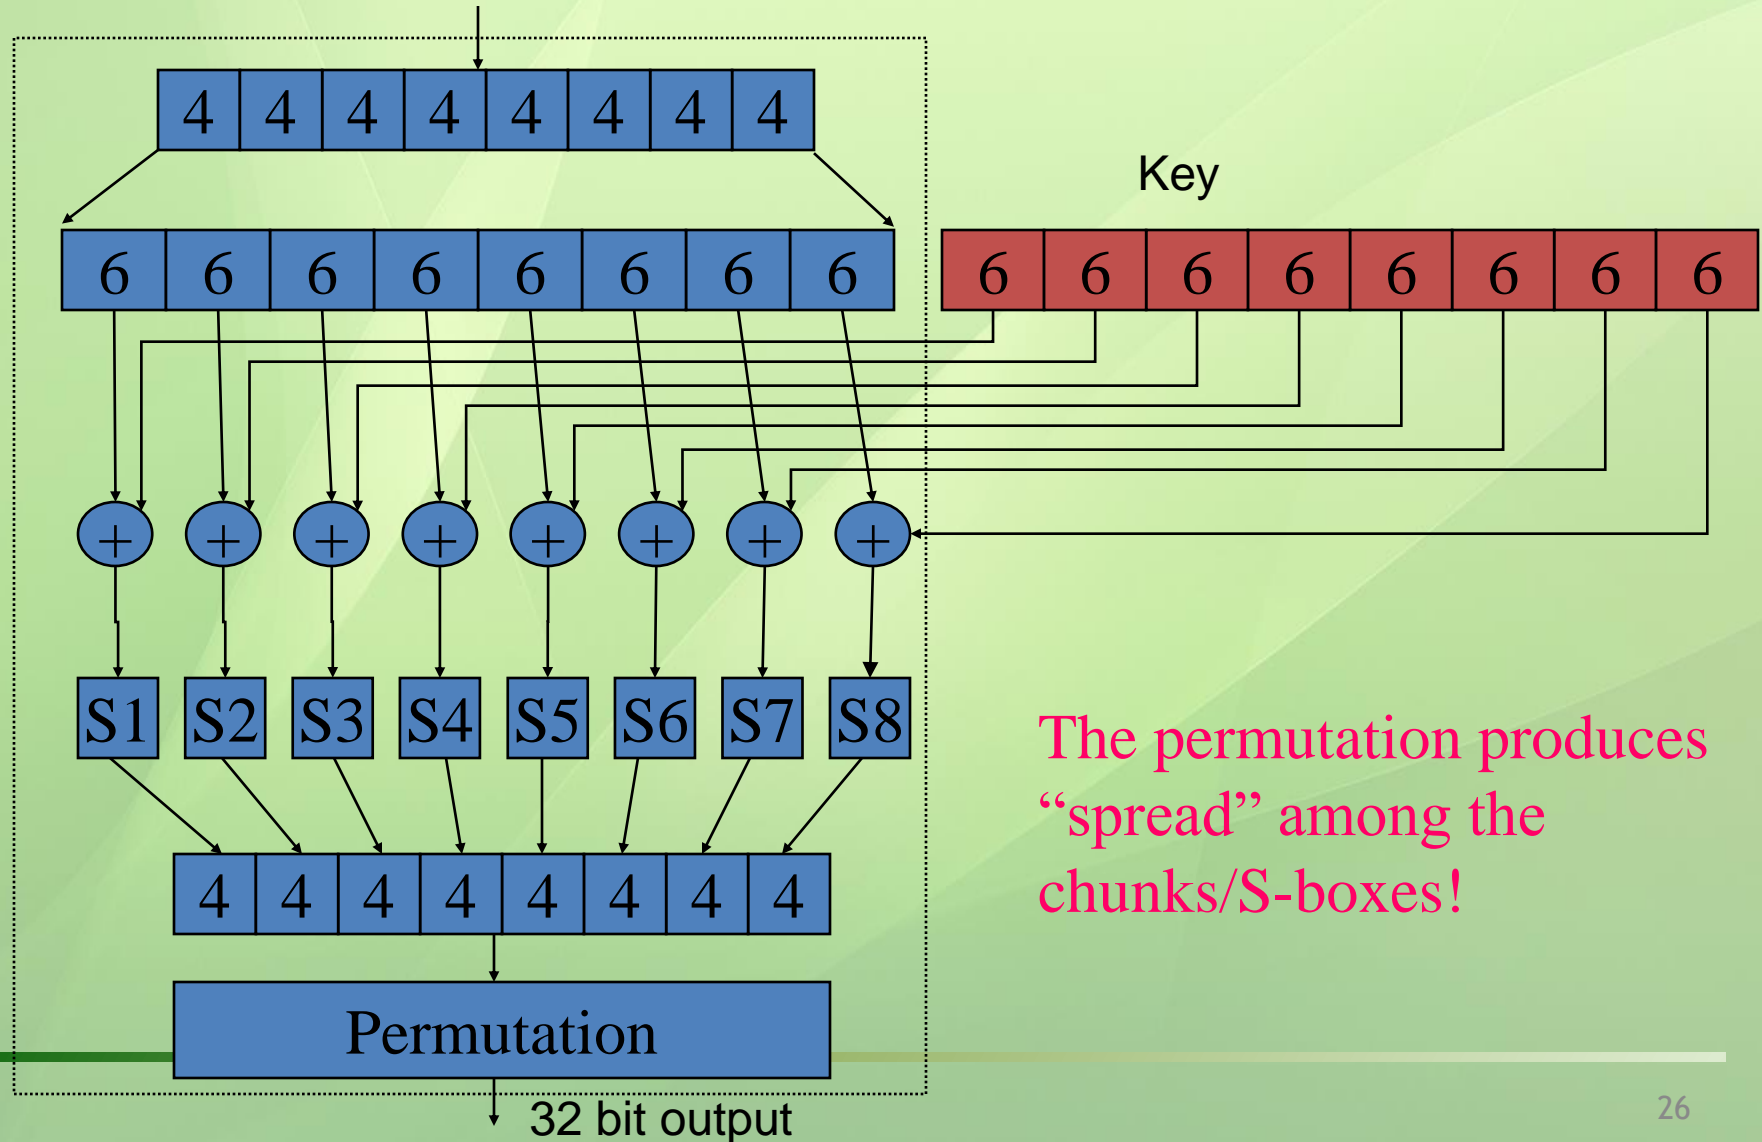 4 4 4 4 4 4 4 4
Key
6 6 6 6 6 6 6 6 6 6 6 6 6 6 6 6
+ + + + + + + +
S1 S2 S3 S4 S5 S6 S7 S8
The permutation produces
“spread” among the
chunks/S-boxes!
4 4 4 4 4 4 4 4
Permutation
32 bit output
26